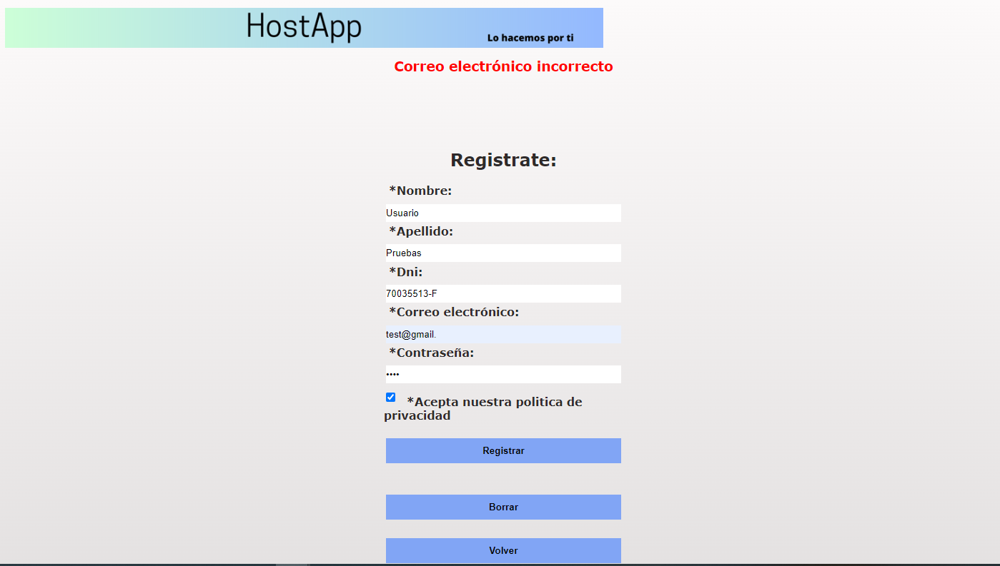 HostApp
Lo hacemos por ti
Correo electrónico incorrecto
Registrate:
*Nombre:
Usuario
*Apellido:
Pruebas
*Dni:
70035513-F
*Correo electrónico:
test@gmail.
*Contraseña:
••••
*Acepta nuestra politica de
privacidad
Registrar
Borrar
Volver